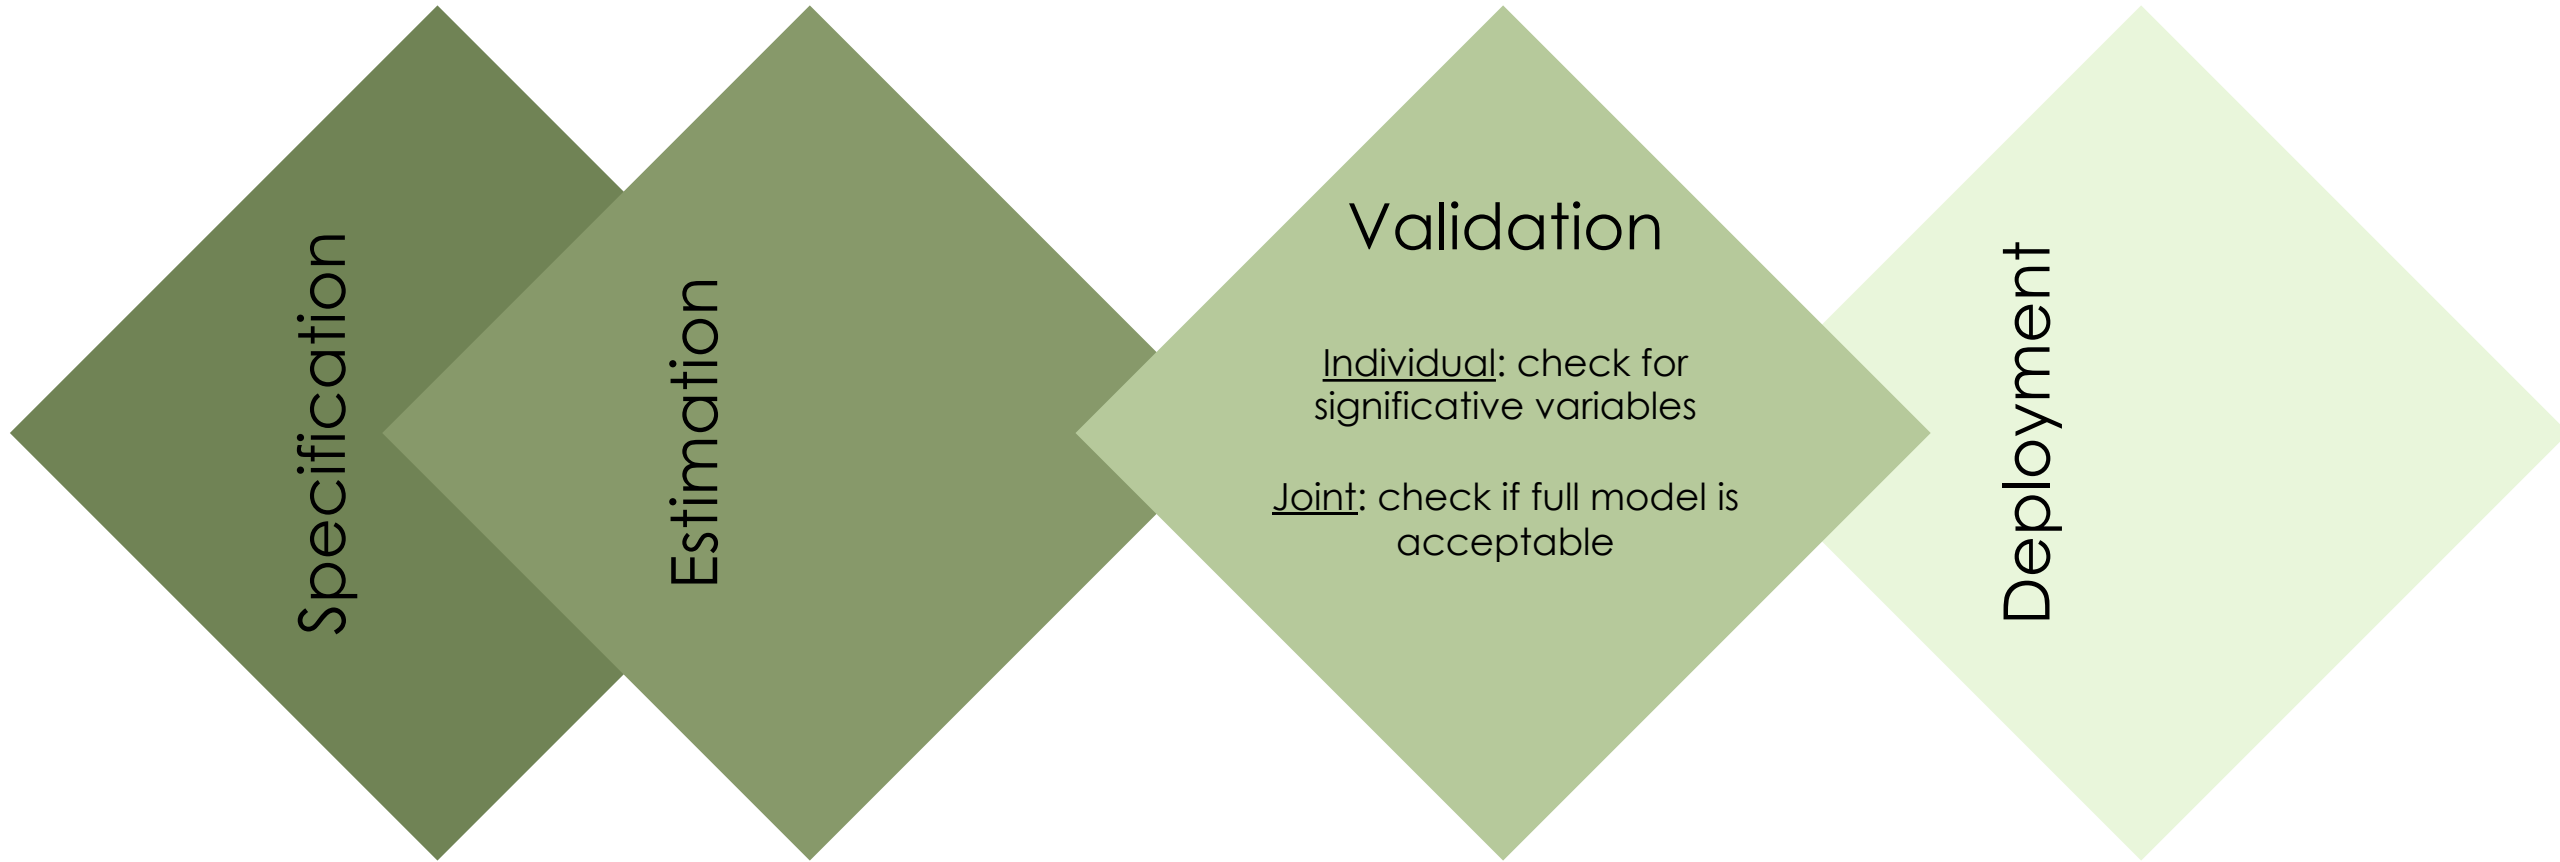 Specification
Estimation
Validation
Individual: check for
significative variables
Joint: check if full model is
acceptable
Deployment